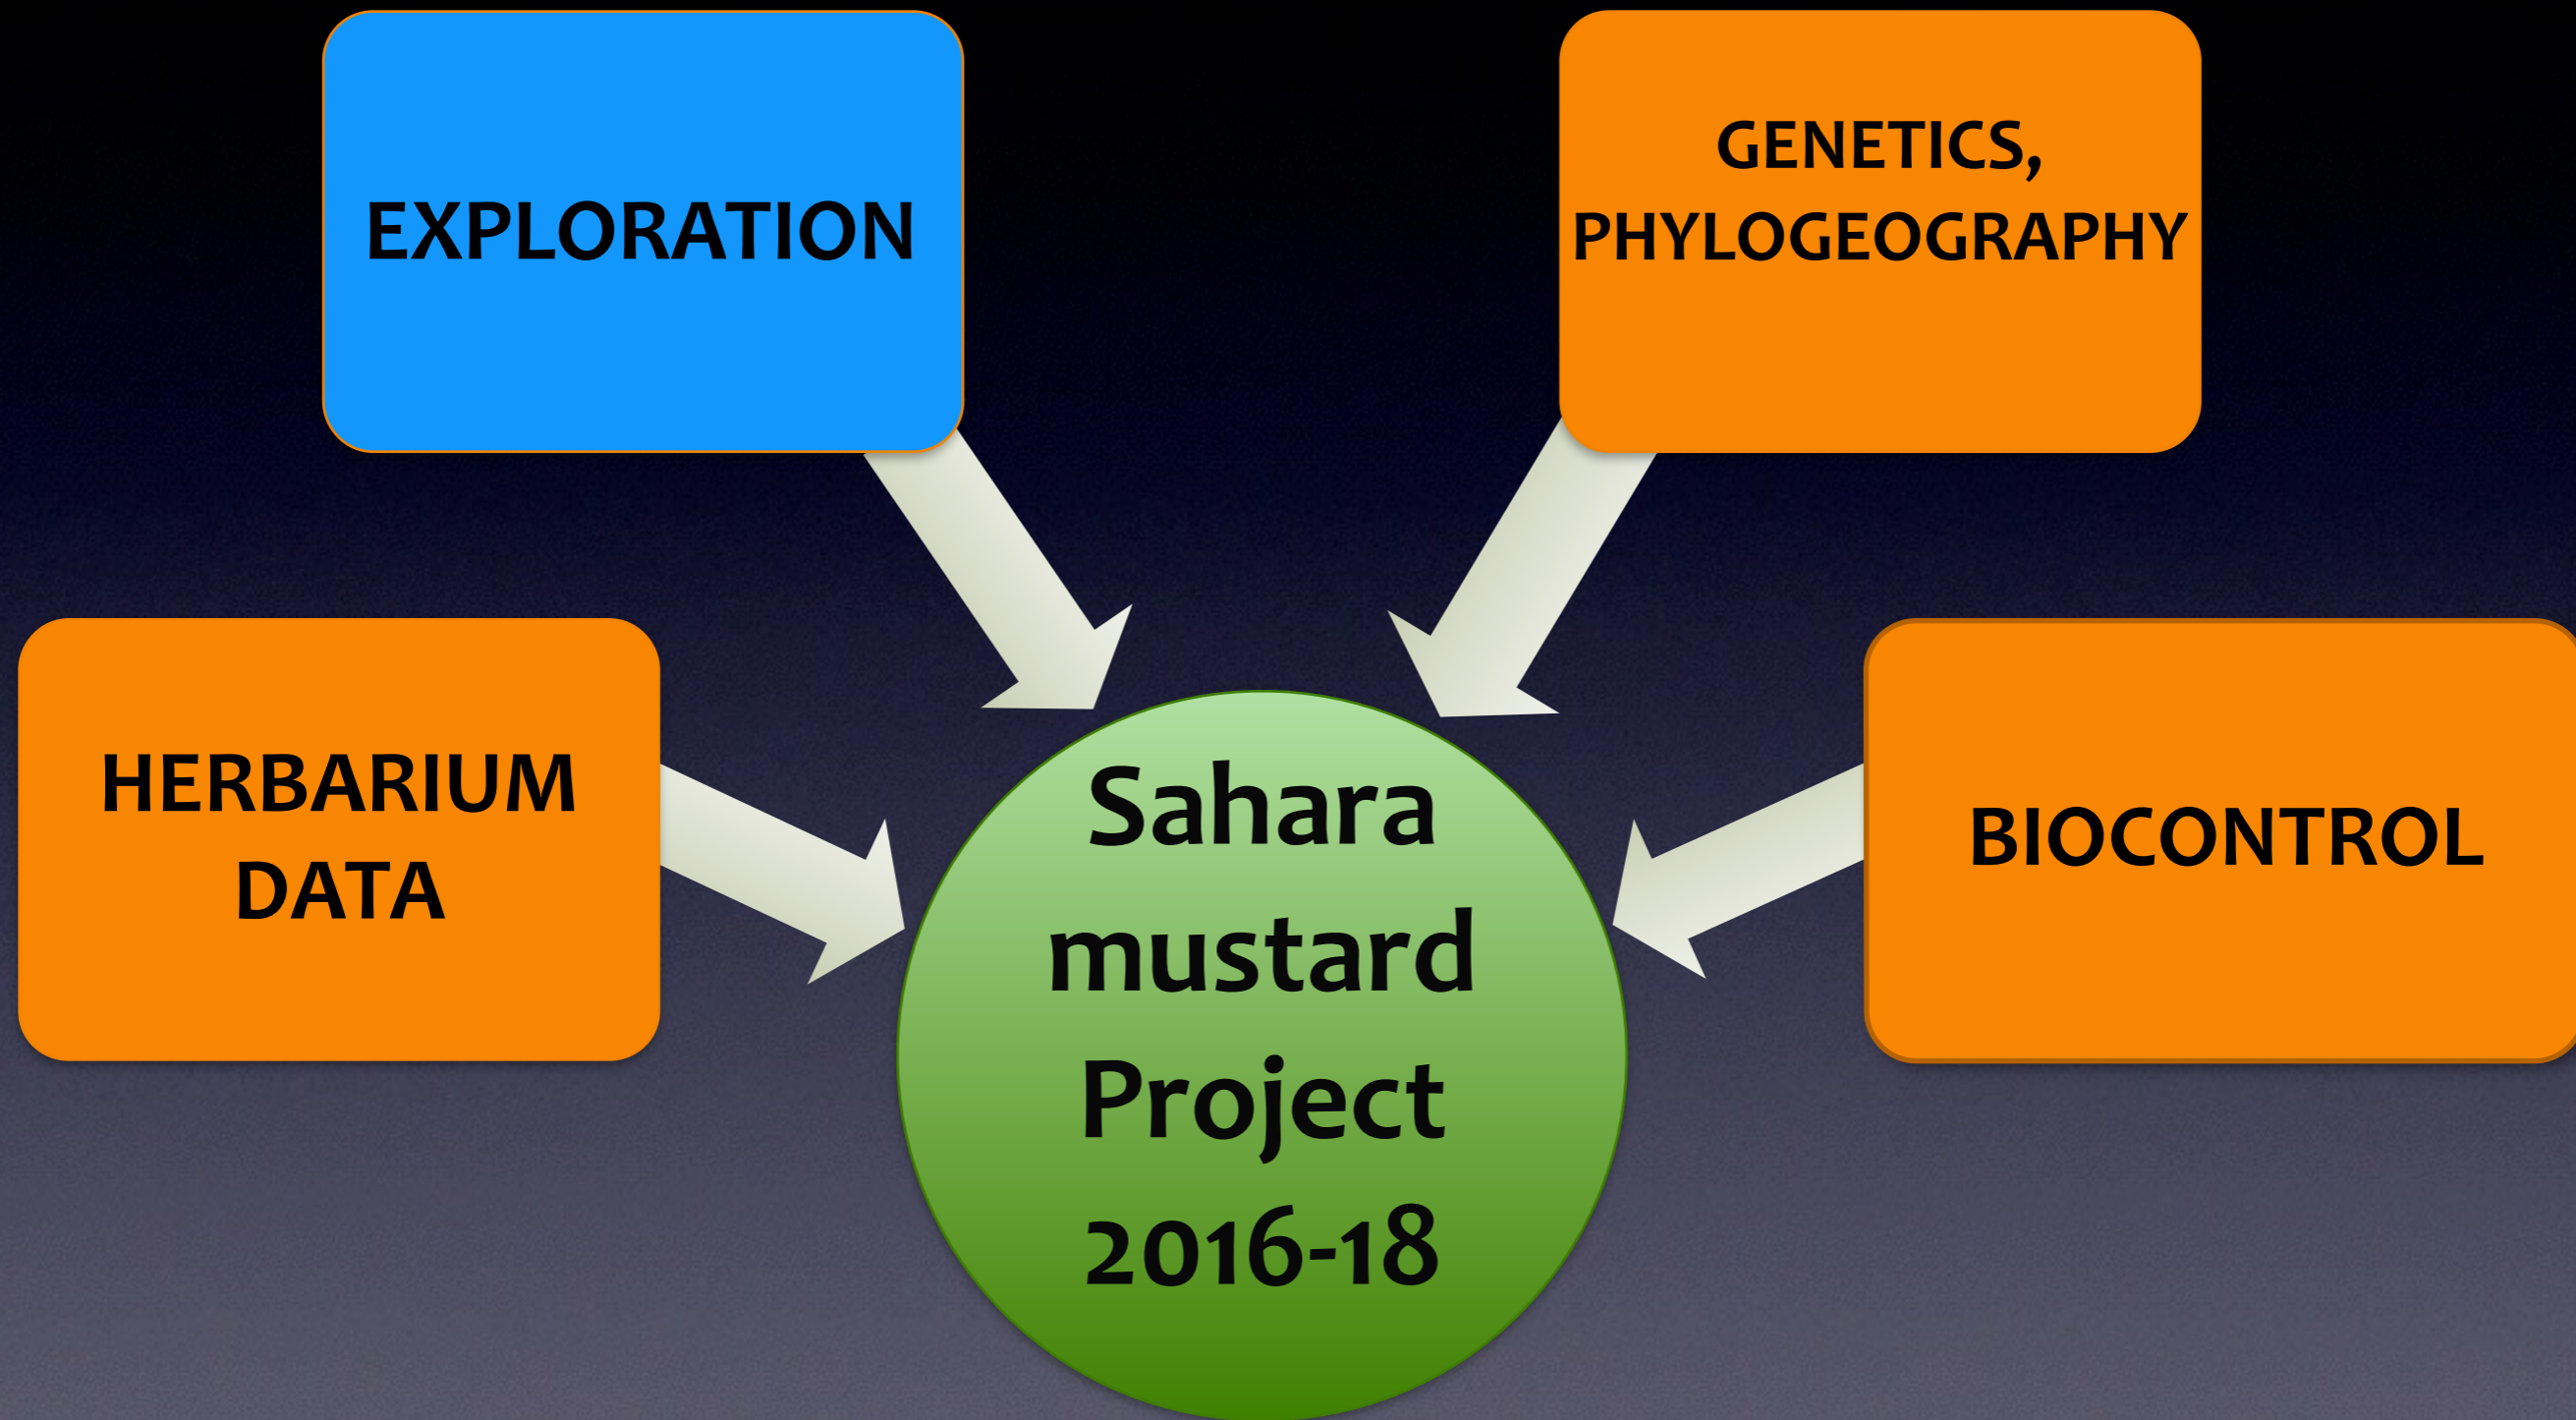 EXPLORATION
GENETICS,
PHYLOGEOGRAPHY
HERBARIUM
DATA
BIOCONTROL
Sahara
mustard
Project
2016-18